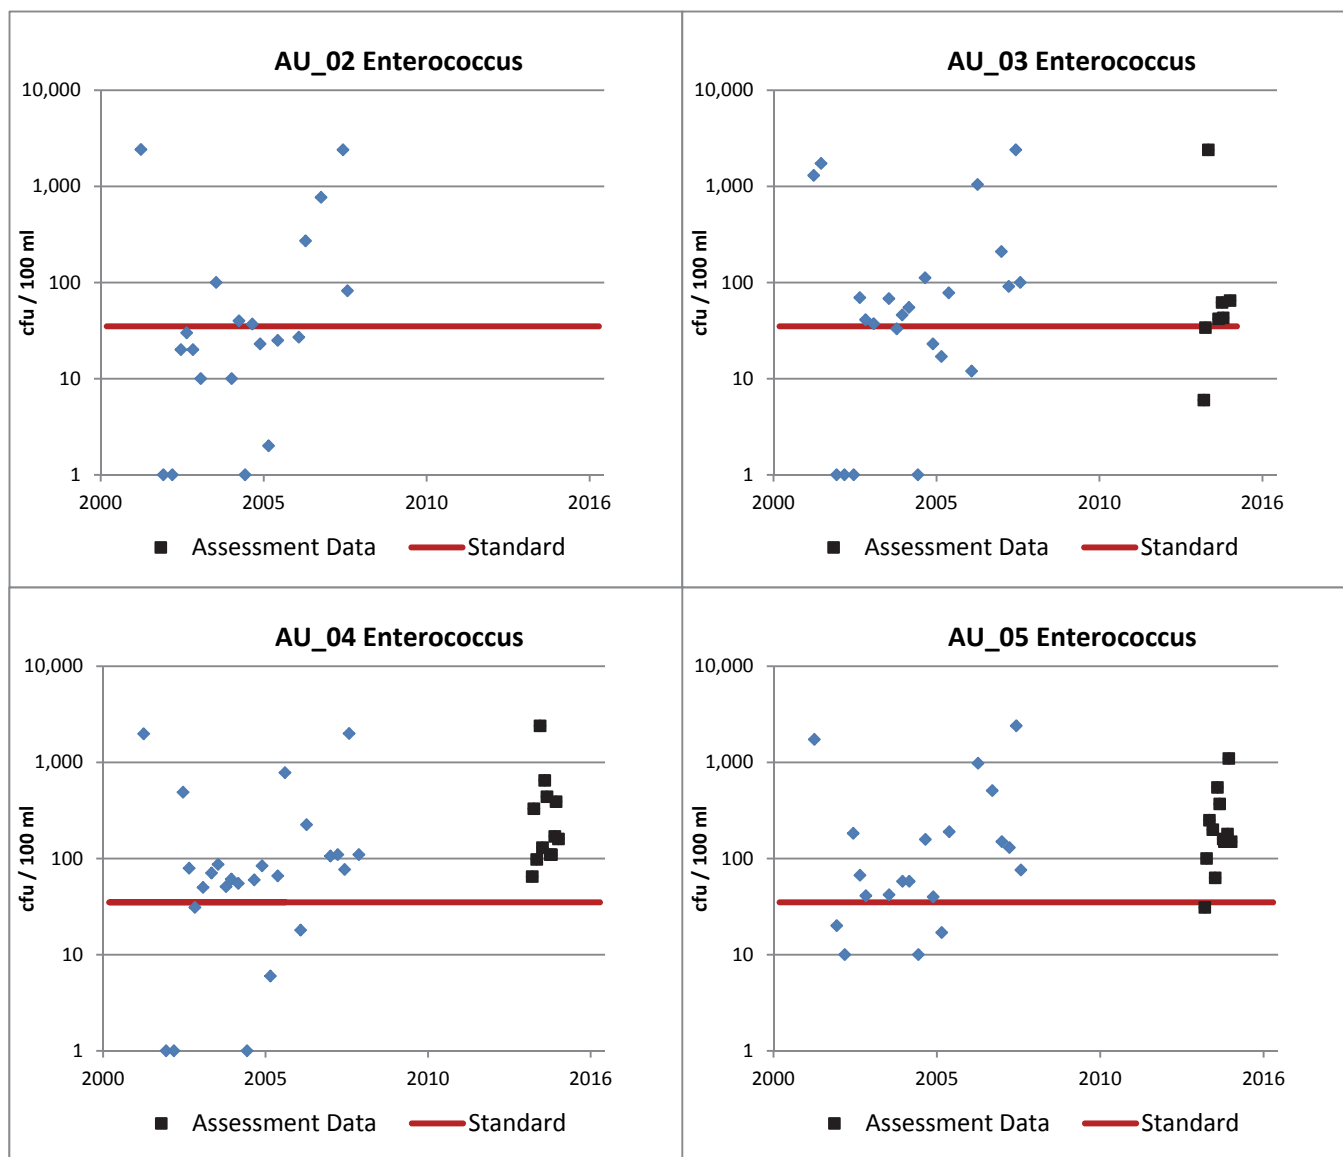 AU_02 Enterococcus
10,000
1,000
100
10
1
cfu / 100 ml
2000 2005 2010 2016
Assessment Data Standard
AU_03 Enterococcus
10,000
1,000
100
10
1
cfu / 100 ml
2000 2005 2010 2016
Assessment Data Standard
AU_04 Enterococcus
10,000
1,000
100
10
1
cfu / 100 ml
2000 2005 2010 2016
Assessment Data Standard
AU_05 Enterococcus
10,000
1,000
100
10
1
cfu / 100 ml
2000 2005 2010 2016
Assessment Data Standard